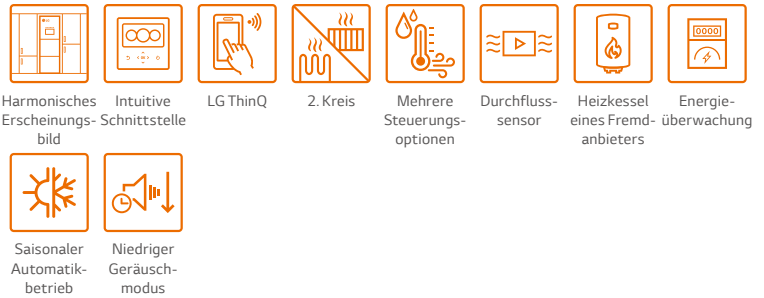 Harmonisches
Erscheinungs-
bild
Intuitive
Schnittstelle
LG ThinQ
2. Kreis
Mehrere
Steuerungs-
optionen
Durchfluss-
sensor
Heizkessel
eines Fremd-
anbieters
Energie-
überwachung
0000
Saisonaler
Automatik-
betrieb
Niedriger
Geräusch-
modus